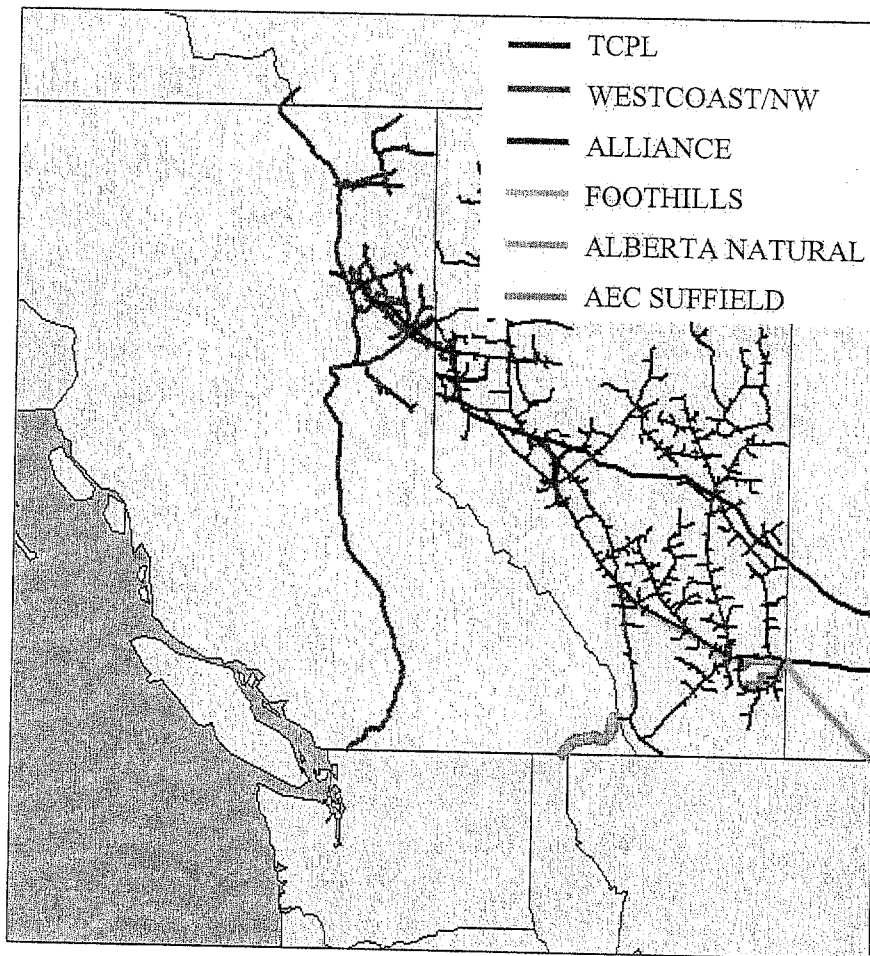 TCPL
WESTCOAST/NW
ALLIANCE
FOOTHILLS
ALBERTA NATURAL
AEC SUFFIELD